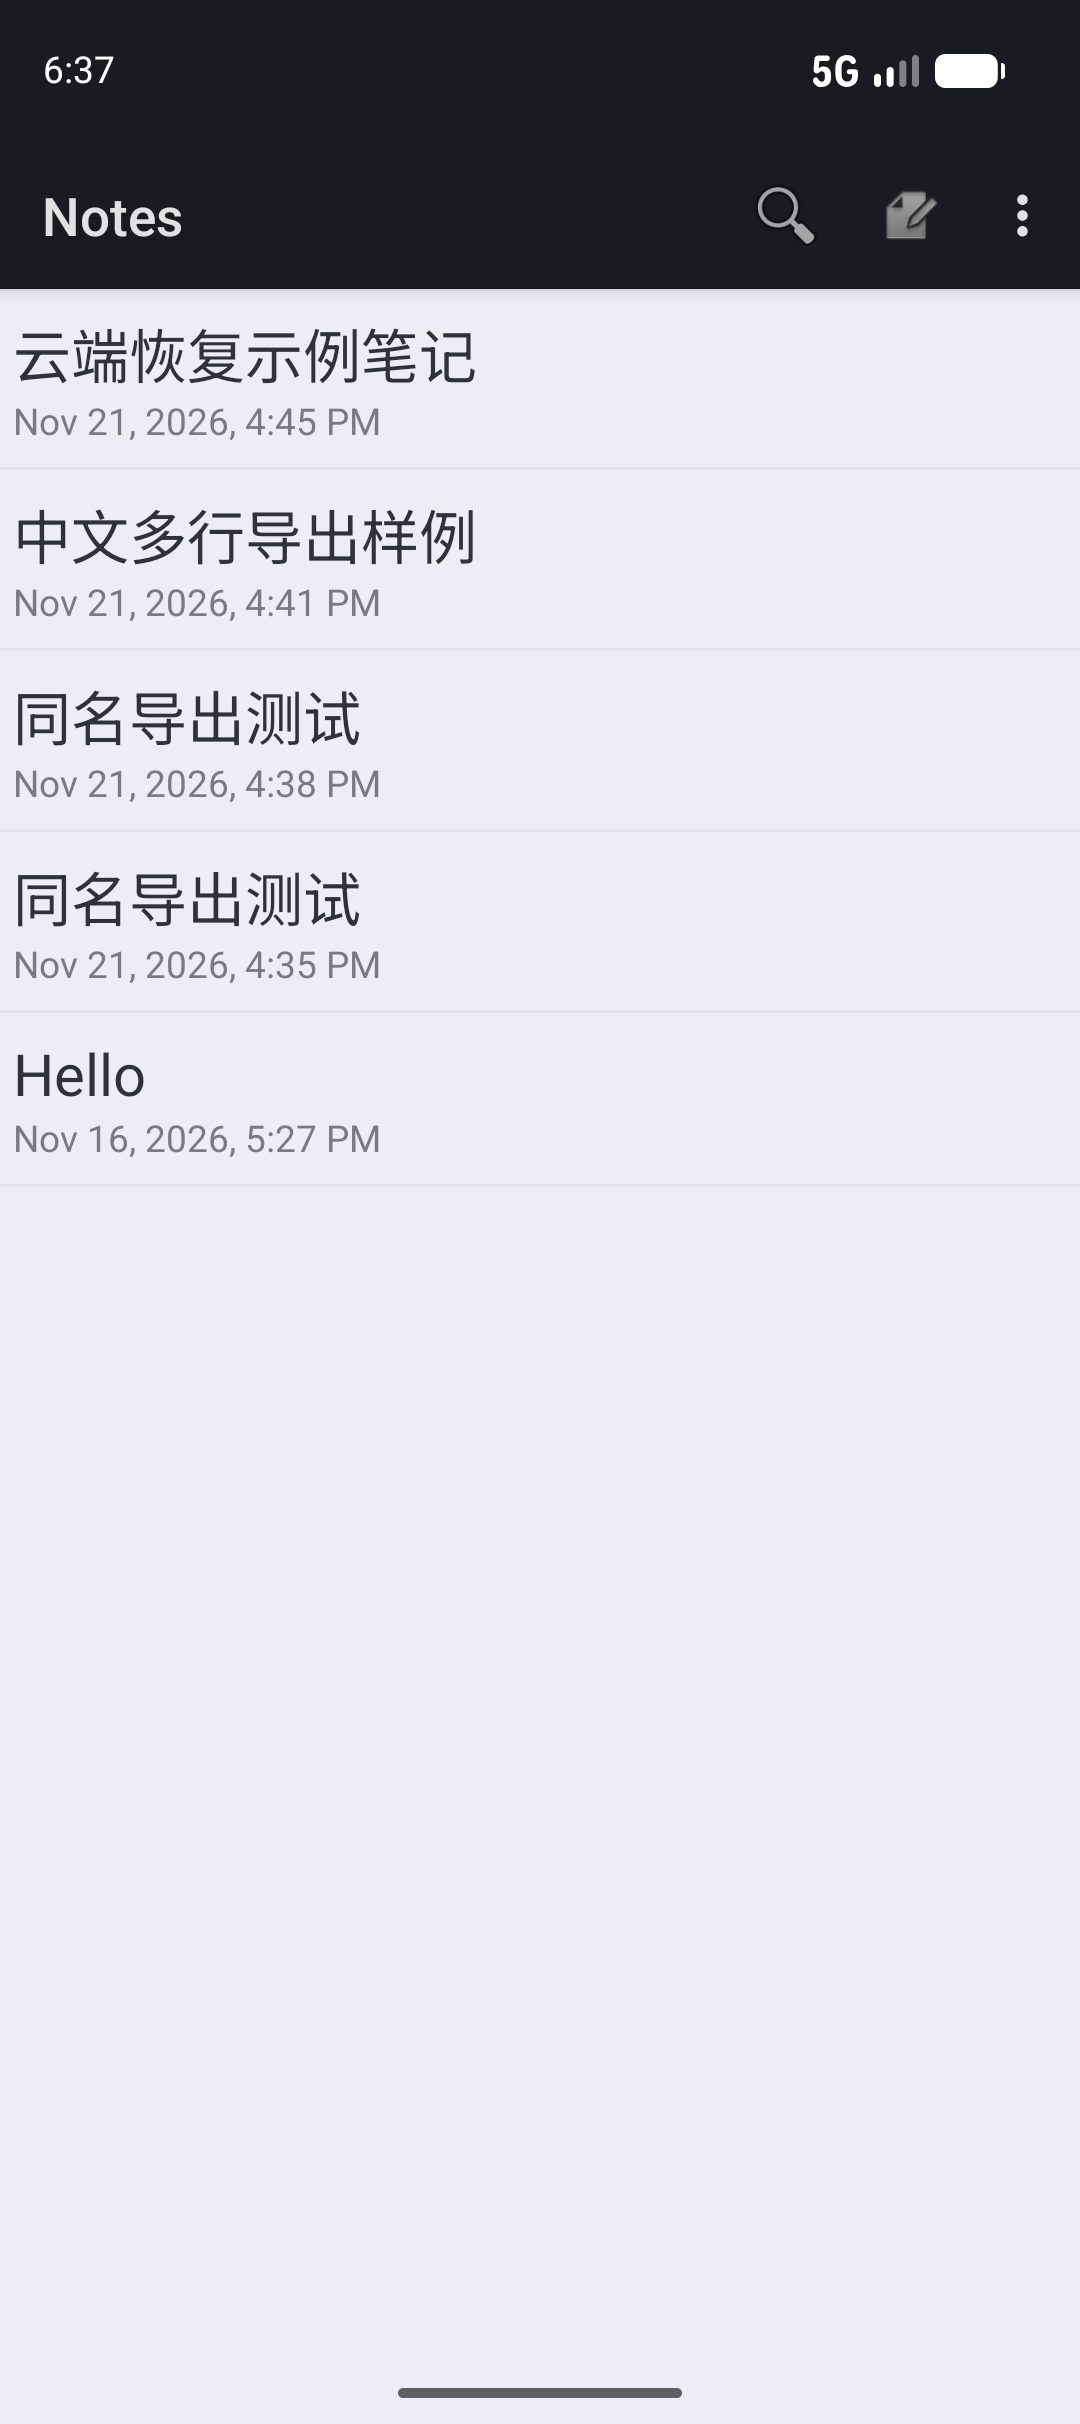 6:37
5G
Notes
云端恢复示例笔记
Nov 21, 2026, 4:45 PM
中文多行导出样例
Nov 21, 2026, 4:41 PM
同名导出测试
Nov 21, 2026, 4:38 PM
同名导出测试
Nov 21, 2026, 4:35 PM
Hello
Nov 16, 2026, 5:27 PM